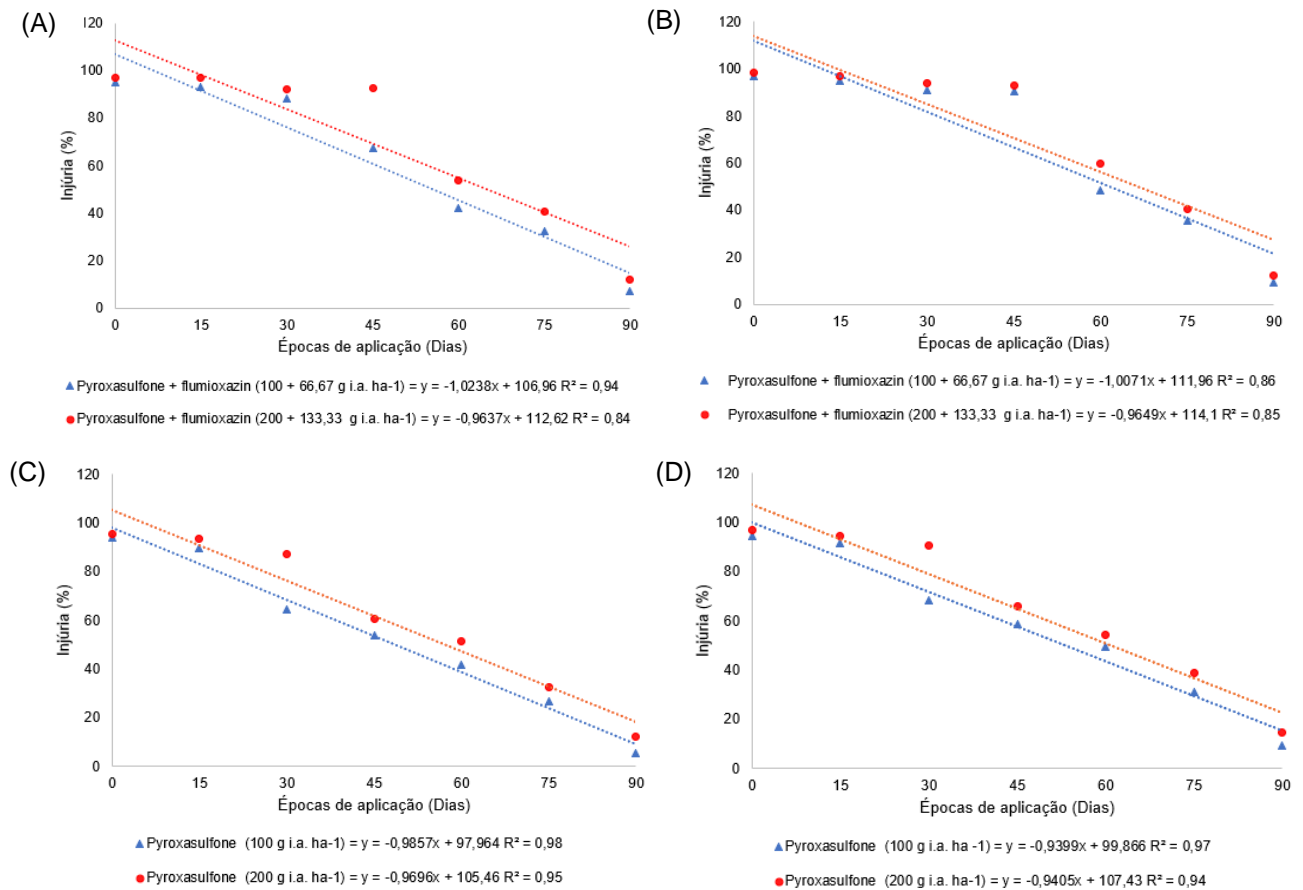 (A)
120
100
80
60
40
20
0
Injúria (%)
0 15 30 45 60 75 90
Épocas de aplicação (Dias)
Pyroxasulfone + flumioxazin (100 + 66,67 g i.a. ha-1) = y = -1,0238x + 106,96 R² = 0,94
Pyroxasulfone + flumioxazin (200 + 133,33 g i.a. ha-1) = y = -0,9637x + 112,62 R² = 0,84
(B)
120
100
80
60
40
20
0
Injúria (%)
0 15 30 45 60 75 90
Épocas de aplicação (Dias)
Pyroxasulfone + flumioxazin (100 + 66,67 g i.a. ha-1) = y = -1,0071x + 111,96 R² = 0,86
Pyroxasulfone + flumioxazin (200 + 133,33 g i.a. ha-1) = y = -0,9649x + 114,1 R² = 0,85
(C)
120
100
80
60
40
20
0
Injúria (%)
0 15 30 45 60 75 90
Épocas de aplicação (Dias)
Pyroxasulfone (100 g i.a. ha-1) = y = -0,9857x + 97,964 R² = 0,98
Pyroxasulfone (200 g i.a. ha-1) = y = -0,9696x + 105,46 R² = 0,95
(D)
120
100
80
60
40
20
0
Injúria (%)
0 15 30 45 60 75 90
Épocas de aplicação (Dias)
Pyroxasulfone (100 g i.a. ha -1) = y = -0,9399x + 99,866 R² = 0,97
Pyroxasulfone (200 g i.a. ha-1) = y = -0,9405x + 107,43 R² = 0,94